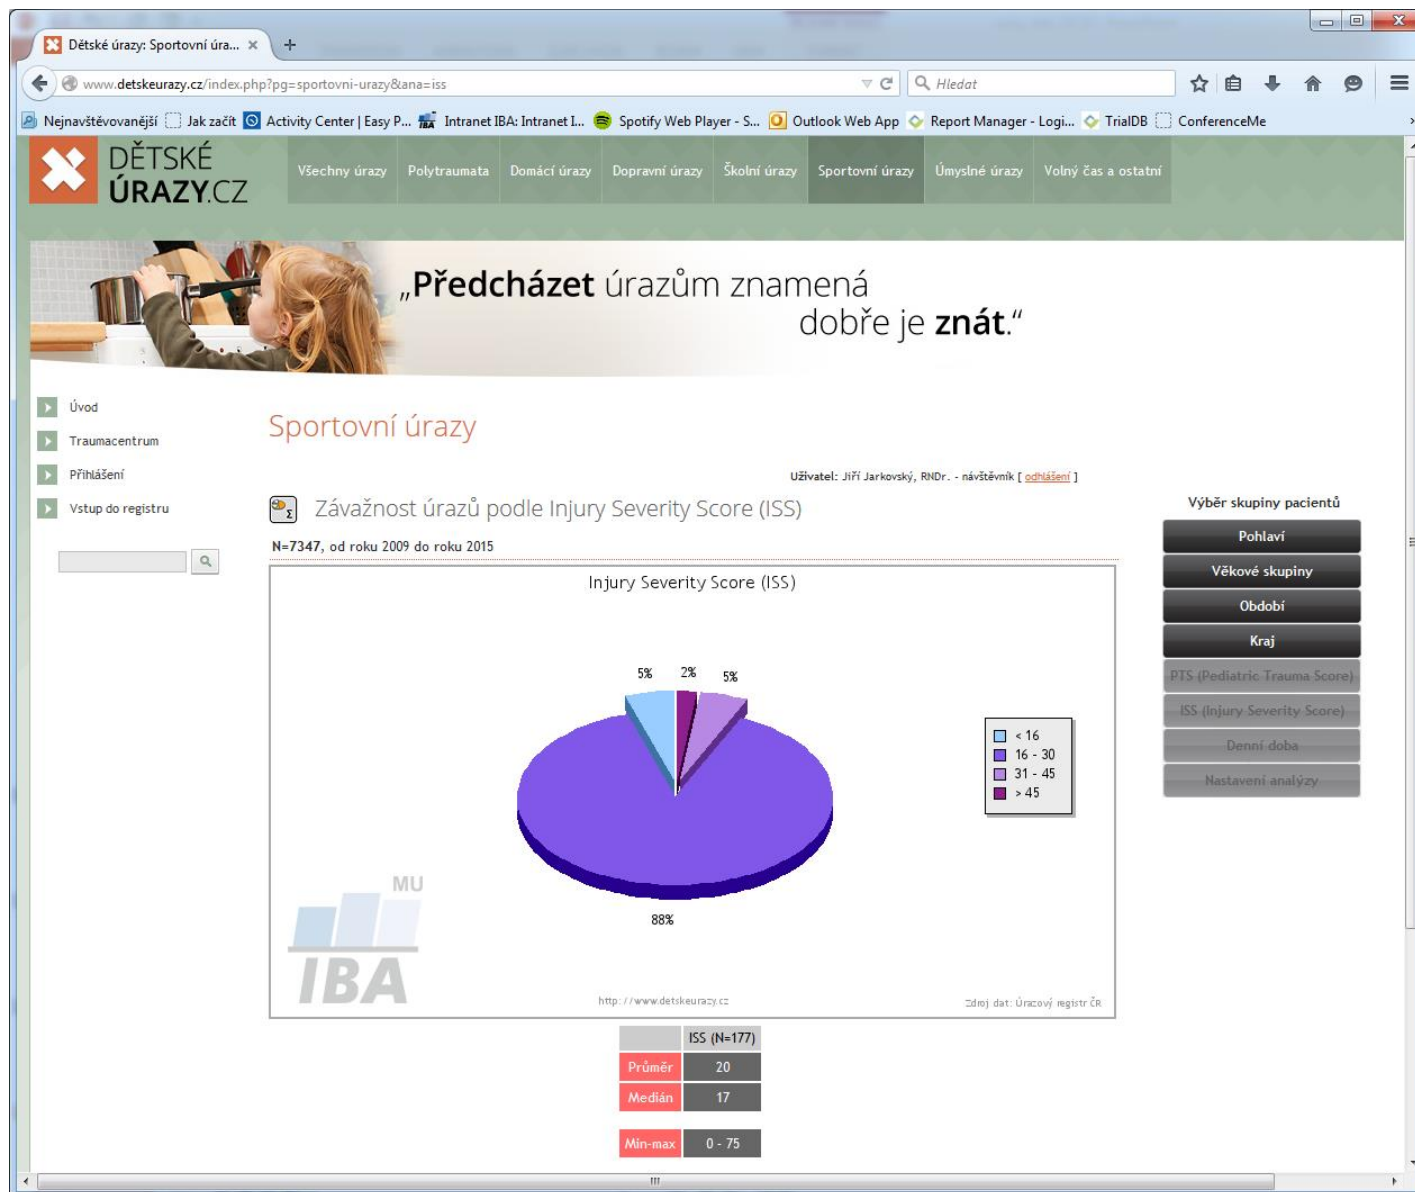 Dětské úrazy: Sportovní úra...
www.detskeurazy.cz/index.php?pg=sportovni-urazy&ana=iss
Hledat
Nejnavštěvovanější Jak začít Activity Center | Easy P... Intranet IBA: Intranet I... Spotify Web Player - S... Outlook Web App Report Manager - Logi... TrialDB ConferenceMe
DĚTSKÉ
ÚRAZY.CZ
Všechny úrazy Polytraumata Domácí úrazy Dopravní úrazy Školní úrazy Sportovní úrazy Úmyslné úrazy Volný čas a ostatní
„Předcházet úrazům znamená
dobře je znát.“
Úvod
Traumacentrum
Přihlášení
Vstup do registru
Sportovní úrazy
Uživatel: Jiří Jarkovský, RNDr. - návštěvník [ odhlášení ]
Závažnost úrazů podle Injury Severity Score (ISS)
N=7347, od roku 2009 do roku 2015
Injury Severity Score (ISS)
5% 2% 5%
88%
< 16
16 - 30
31 - 45
> 45
MU
IBA
http://www.detskeurazy.cz
Zdroj dat: Úrazový registr ČR
ISS (N=177)
Průměr 20
Medián 17
Min-max 0 - 75
Výběr skupiny pacientů
Pohlaví
Věkové skupiny
Období
Kraj
PTS (Pediatric Trauma Score)
ISS (Injury Severity Score)
Denní doba
Nastavení analýzy